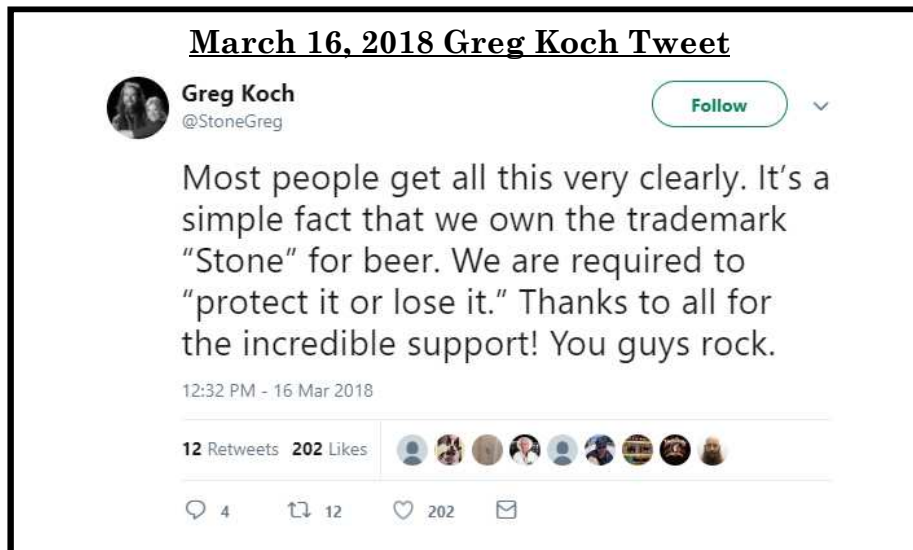 March 16, 2018 Greg Koch Tweet
Greg Koch
Follow
@StoneGreg
Most people get all this very clearly. It’s a
simple fact that we own the trademark
“Stone” for beer. We are required to
“protect it or lose it.” Thanks to all for
the incredible support! You guys rock.
12:32 PM - 16 Mar 2018
12 Retweets 202 Likes
4 12 202